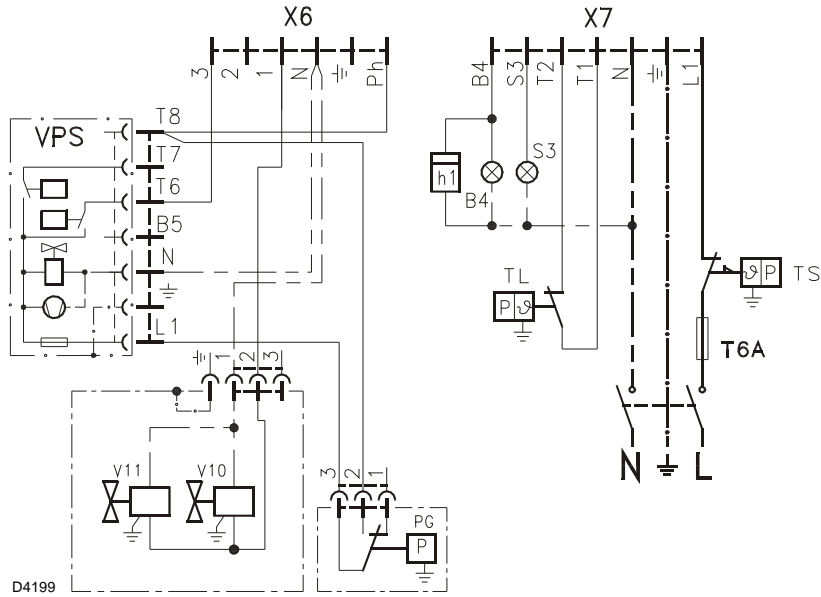 X6
X7
3
2
1
N
Ph
B4
S3
T2
T1
N
L1
VPS
T8
T7
T6
B5
N
L1
h1
B4
S3
TL
P
ϑ
ϑ
P
TS
T6A
1
2
3
N
L
V11
V10
3
2
1
PG
P
D4199